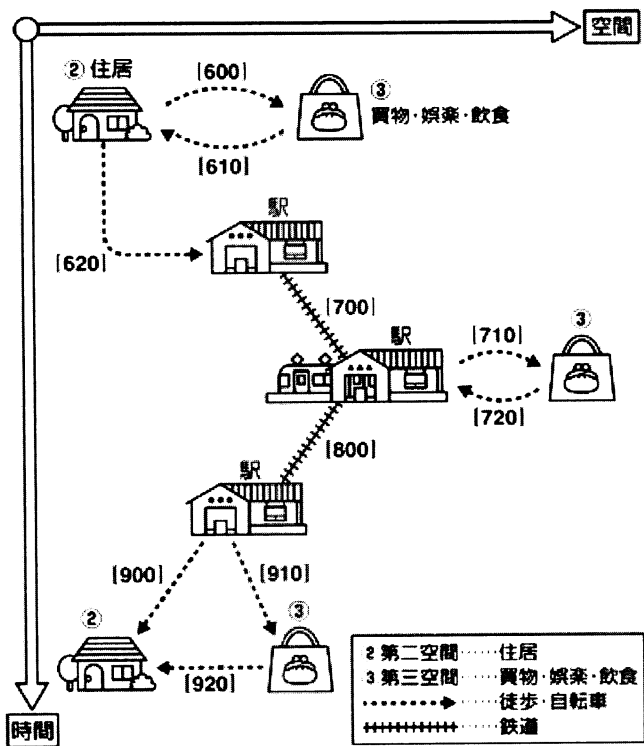 空間
② 住居
[600]
③
買物・娯楽・飲食
[610]
駅
[620]
[700]
駅
[710]
③
[720]
[800]
駅
[900]
[910]
②
③
[920]
時間
2 第二空間……住居
3 第三空間……買物・娯楽・飲食
……徒歩・自転車
……鉄道